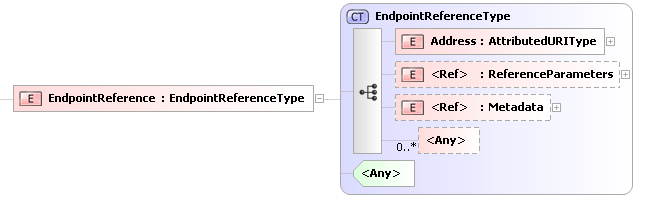 CT EndpointReferenceType
E Address : AttributedURIType
E <Ref> : ReferenceParameters
E EndpointReference : EndpointReferenceType
E <Ref> : Metadata
0..* <Any>
<Any>